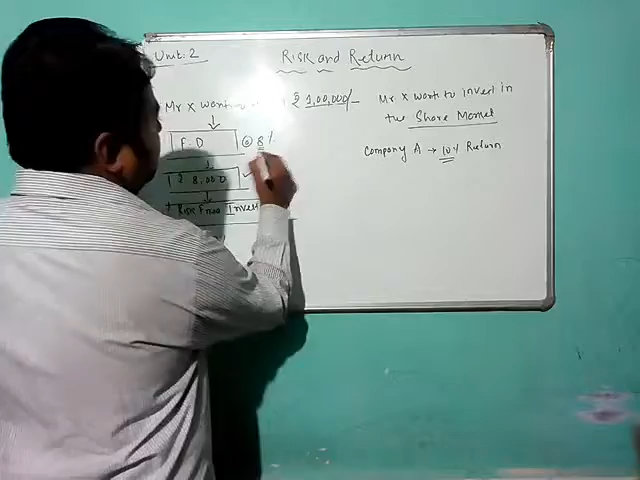 Unit: 2
Risk and Return
Mr X want ₹ 1,00,000/-
F.D @ 8%
₹ 8,000
Risk Free Invest
Mr X want to invest in
the Share Market
Company A → 10% Return